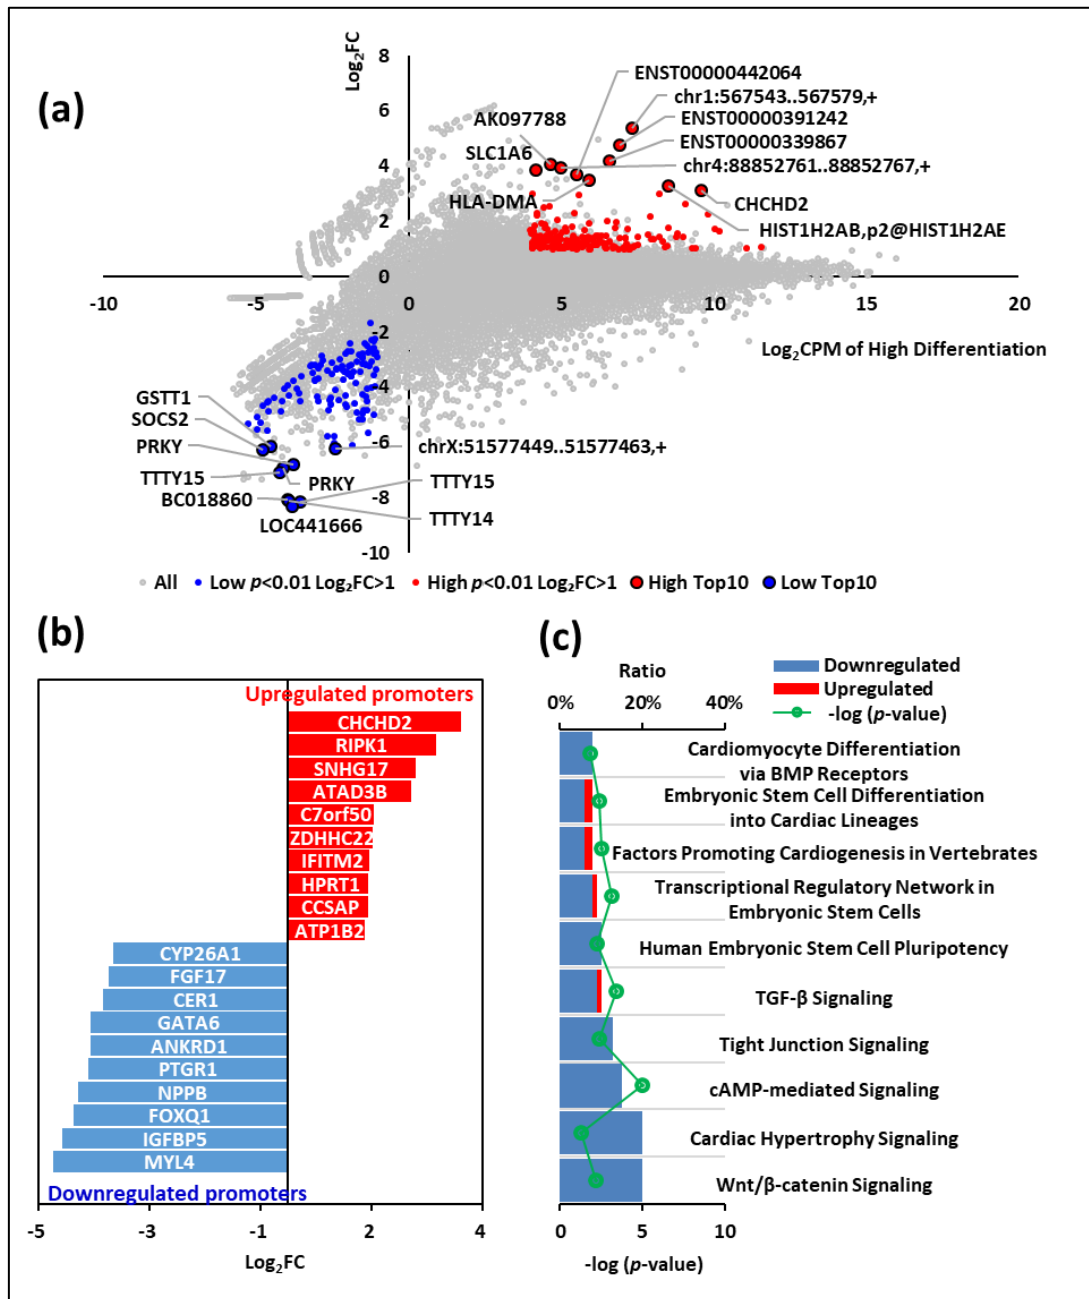 (a)
Log2FC
8
6
4
2
0
-2
-4
-6
-8
-10
-10
-5
0
5
10
15
20
Log2CPM of High Differentiation
ENST00000442064
chr1:567543..567579,+
AK097788
ENST00000391242
ENST00000339867
SLC1A6
chr4:88852761..88852767,+
HLA-DMA
CHCHD2
HIST1H2AB,p2@HIST1H2AE
GSTT1
SOCS2
PRKY
chrX:51577449..51577463,+
TTTY15
PRKY
TTTY15
BC018860
TTTY14
LOC441666
All
Low p<0.01 Log2FC>1
High p<0.01 Log2FC>1
High Top10
Low Top10
(b)
Upregulated promoters
CHCHD2
RIPK1
SNHG17
ATAD3B
C7orf50
ZDHHC22
IFITM2
HPRT1
CCSAP
ATP1B2
CYP26A1
FGF17
CER1
GATA6
ANKRD1
PTGR1
NPPB
FOXQ1
IGFBP5
MYL4
Downregulated promoters
-5
-3
-1
2
4
Log2FC
(c)
Ratio
0%
20%
40%
Downregulated
Upregulated
-log (p-value)
Cardiomyocyte Differentiation
via BMP Receptors
Embryonic Stem Cell Differentiation
into Cardiac Lineages
Factors Promoting Cardiogenesis in Vertebrates
Transcriptional Regulatory Network in
Embryonic Stem Cells
Human Embryonic Stem Cell Pluripotency
TGF-β Signaling
Tight Junction Signaling
cAMP-mediated Signaling
Cardiac Hypertrophy Signaling
Wnt/β-catenin Signaling
0
5
10
-log (p-value)